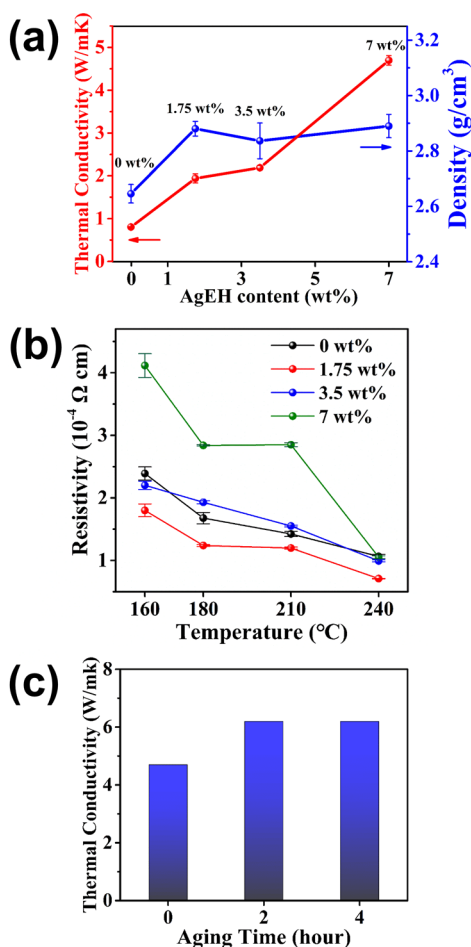 (a)
Thermal Conductivity (W/mK)
5
4
3
2
1
0
0 wt%
1.75 wt%
3.5 wt%
7 wt%
3.2
3.0
2.8
2.6
2.4
Density (g/cm³)
0 1 3 5 7
AgEH content (wt%)
(b)
Resistivity (10⁻⁴ Ω cm)
4
3
2
1
0 wt%
1.75 wt%
3.5 wt%
7 wt%
160 180 210 240
Temperature (℃)
(c)
Thermal Conductivity (W/mk)
8
6
4
2
0
0 2 4
Aging Time (hour)